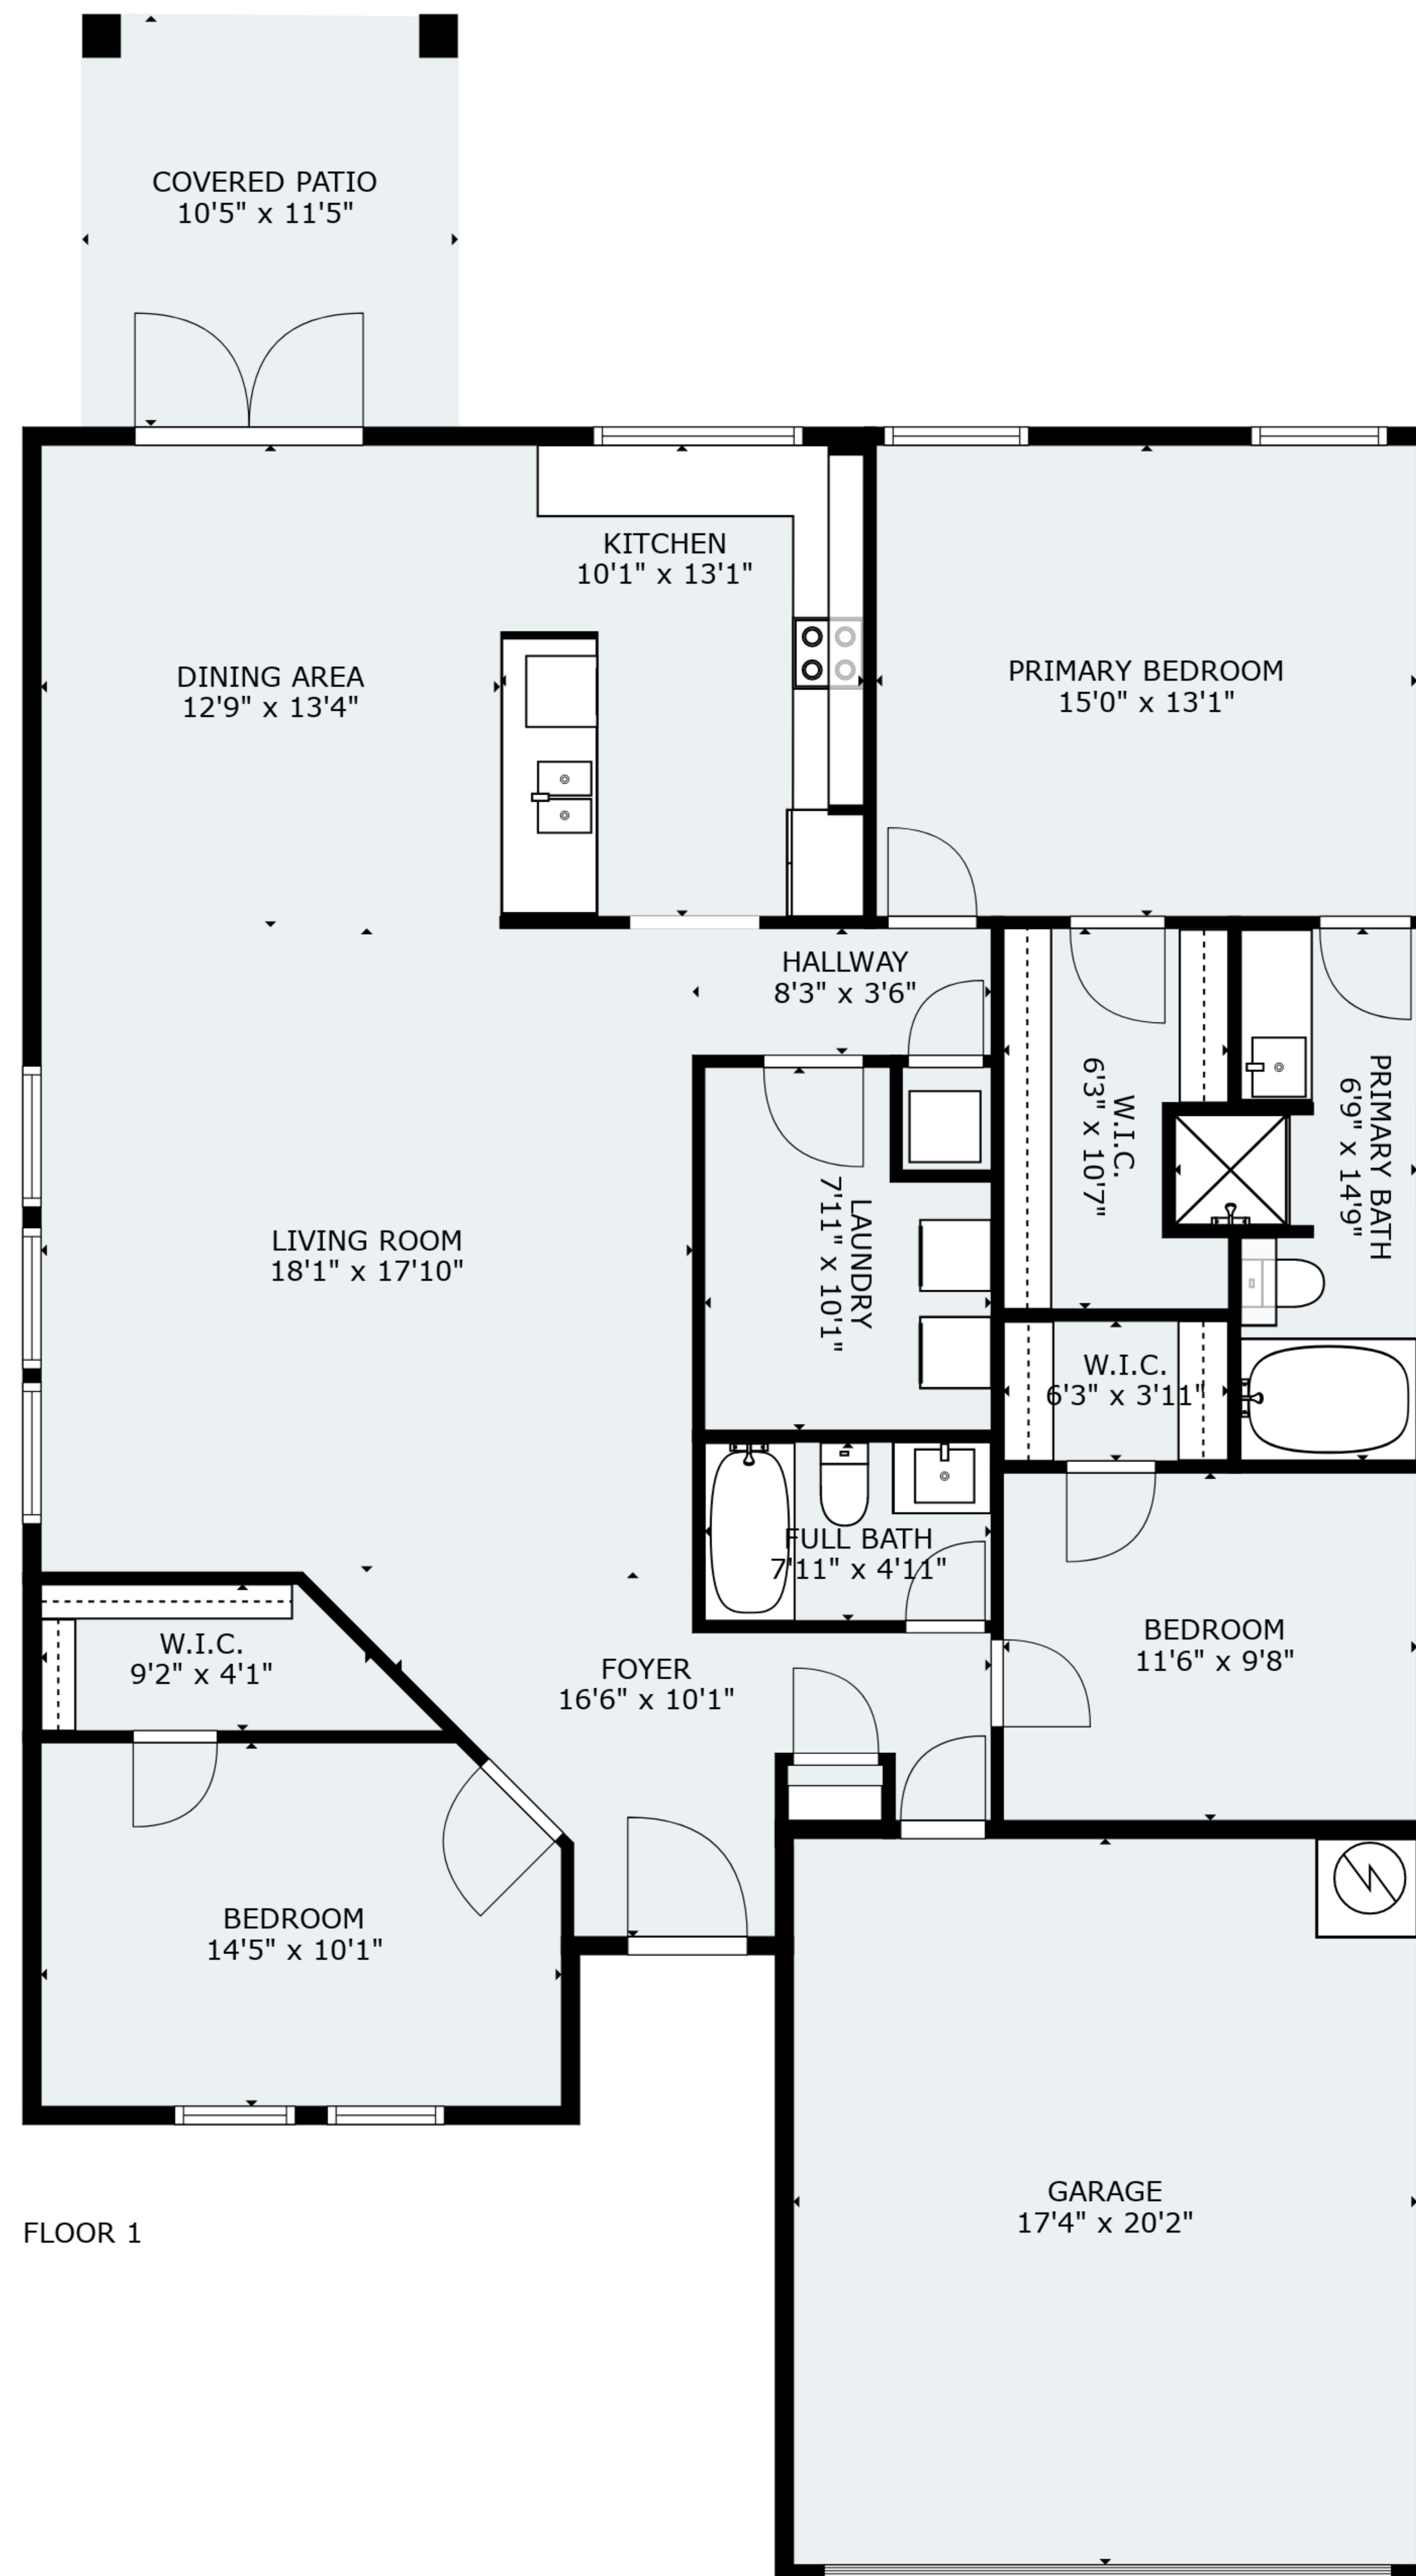 COVERED PATIO
10'5" x 11'5"
KITCHEN
10'1" x 13'1"
DINING AREA
12'9" x 13'4"
PRIMARY BEDROOM
15'0" x 13'1"
HALLWAY
8'3" x 3'6"
W.I.C.
6'3" x 10'7"
PRIMARY BATH
6'9" x 14'9"
LIVING ROOM
18'1" x 17'10"
LAUNDRY
7'11" x 10'1"
W.I.C.
6'3" x 3'11"
FULL BATH
7'11" x 4'11"
W.I.C.
9'2" x 4'1"
FOYER
16'6" x 10'1"
BEDROOM
11'6" x 9'8"
BEDROOM
14'5" x 10'1"
GARAGE
17'4" x 20'2"
FLOOR 1